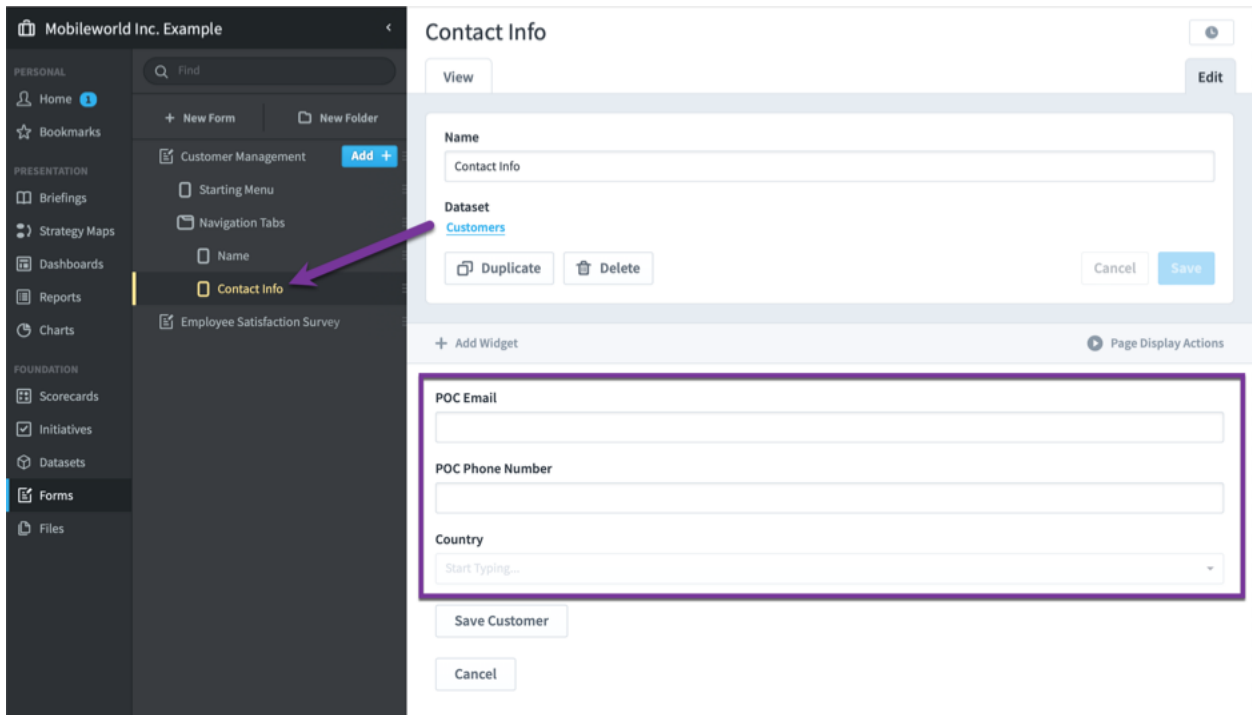 Mobileworld Inc. Example
PERSONAL
Home 1
Bookmarks
PRESENTATION
Briefings
Strategy Maps
Dashboards
Reports
Charts
FOUNDATION
Scorecards
Initiatives
Datasets
Forms
Files
Find
+ New Form
New Folder
Customer Management
Add +
Starting Menu
Navigation Tabs
Name
Contact Info
Employee Satisfaction Survey
Contact Info
View
Edit
Name
Contact Info
Dataset
Customers
Duplicate
Delete
Cancel
Save
+ Add Widget
Page Display Actions
POC Email
POC Phone Number
Country
Start Typing...
Save Customer
Cancel